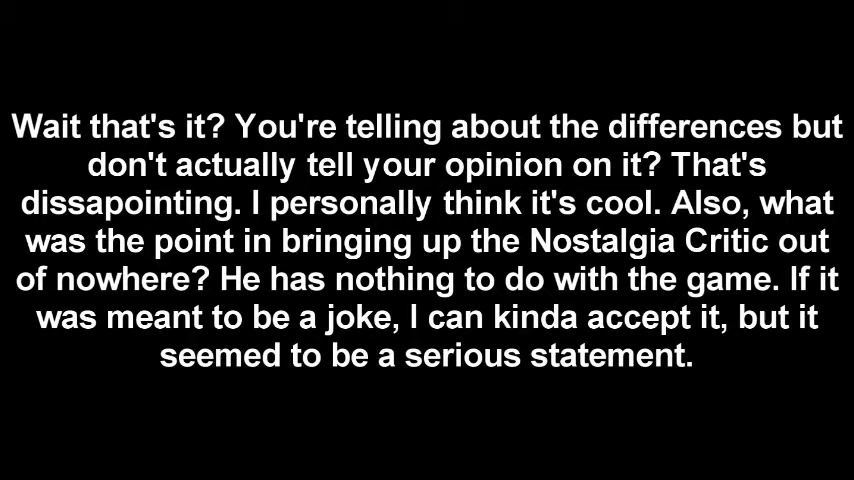 Wait that's it? You're telling about the differences but
don't actually tell your opinion on it? That's
dissapointing. I personally think it's cool. Also, what
was the point in bringing up the Nostalgia Critic out
of nowhere? He has nothing to do with the game. If it
was meant to be a joke, I can kinda accept it, but it
seemed to be a serious statement.